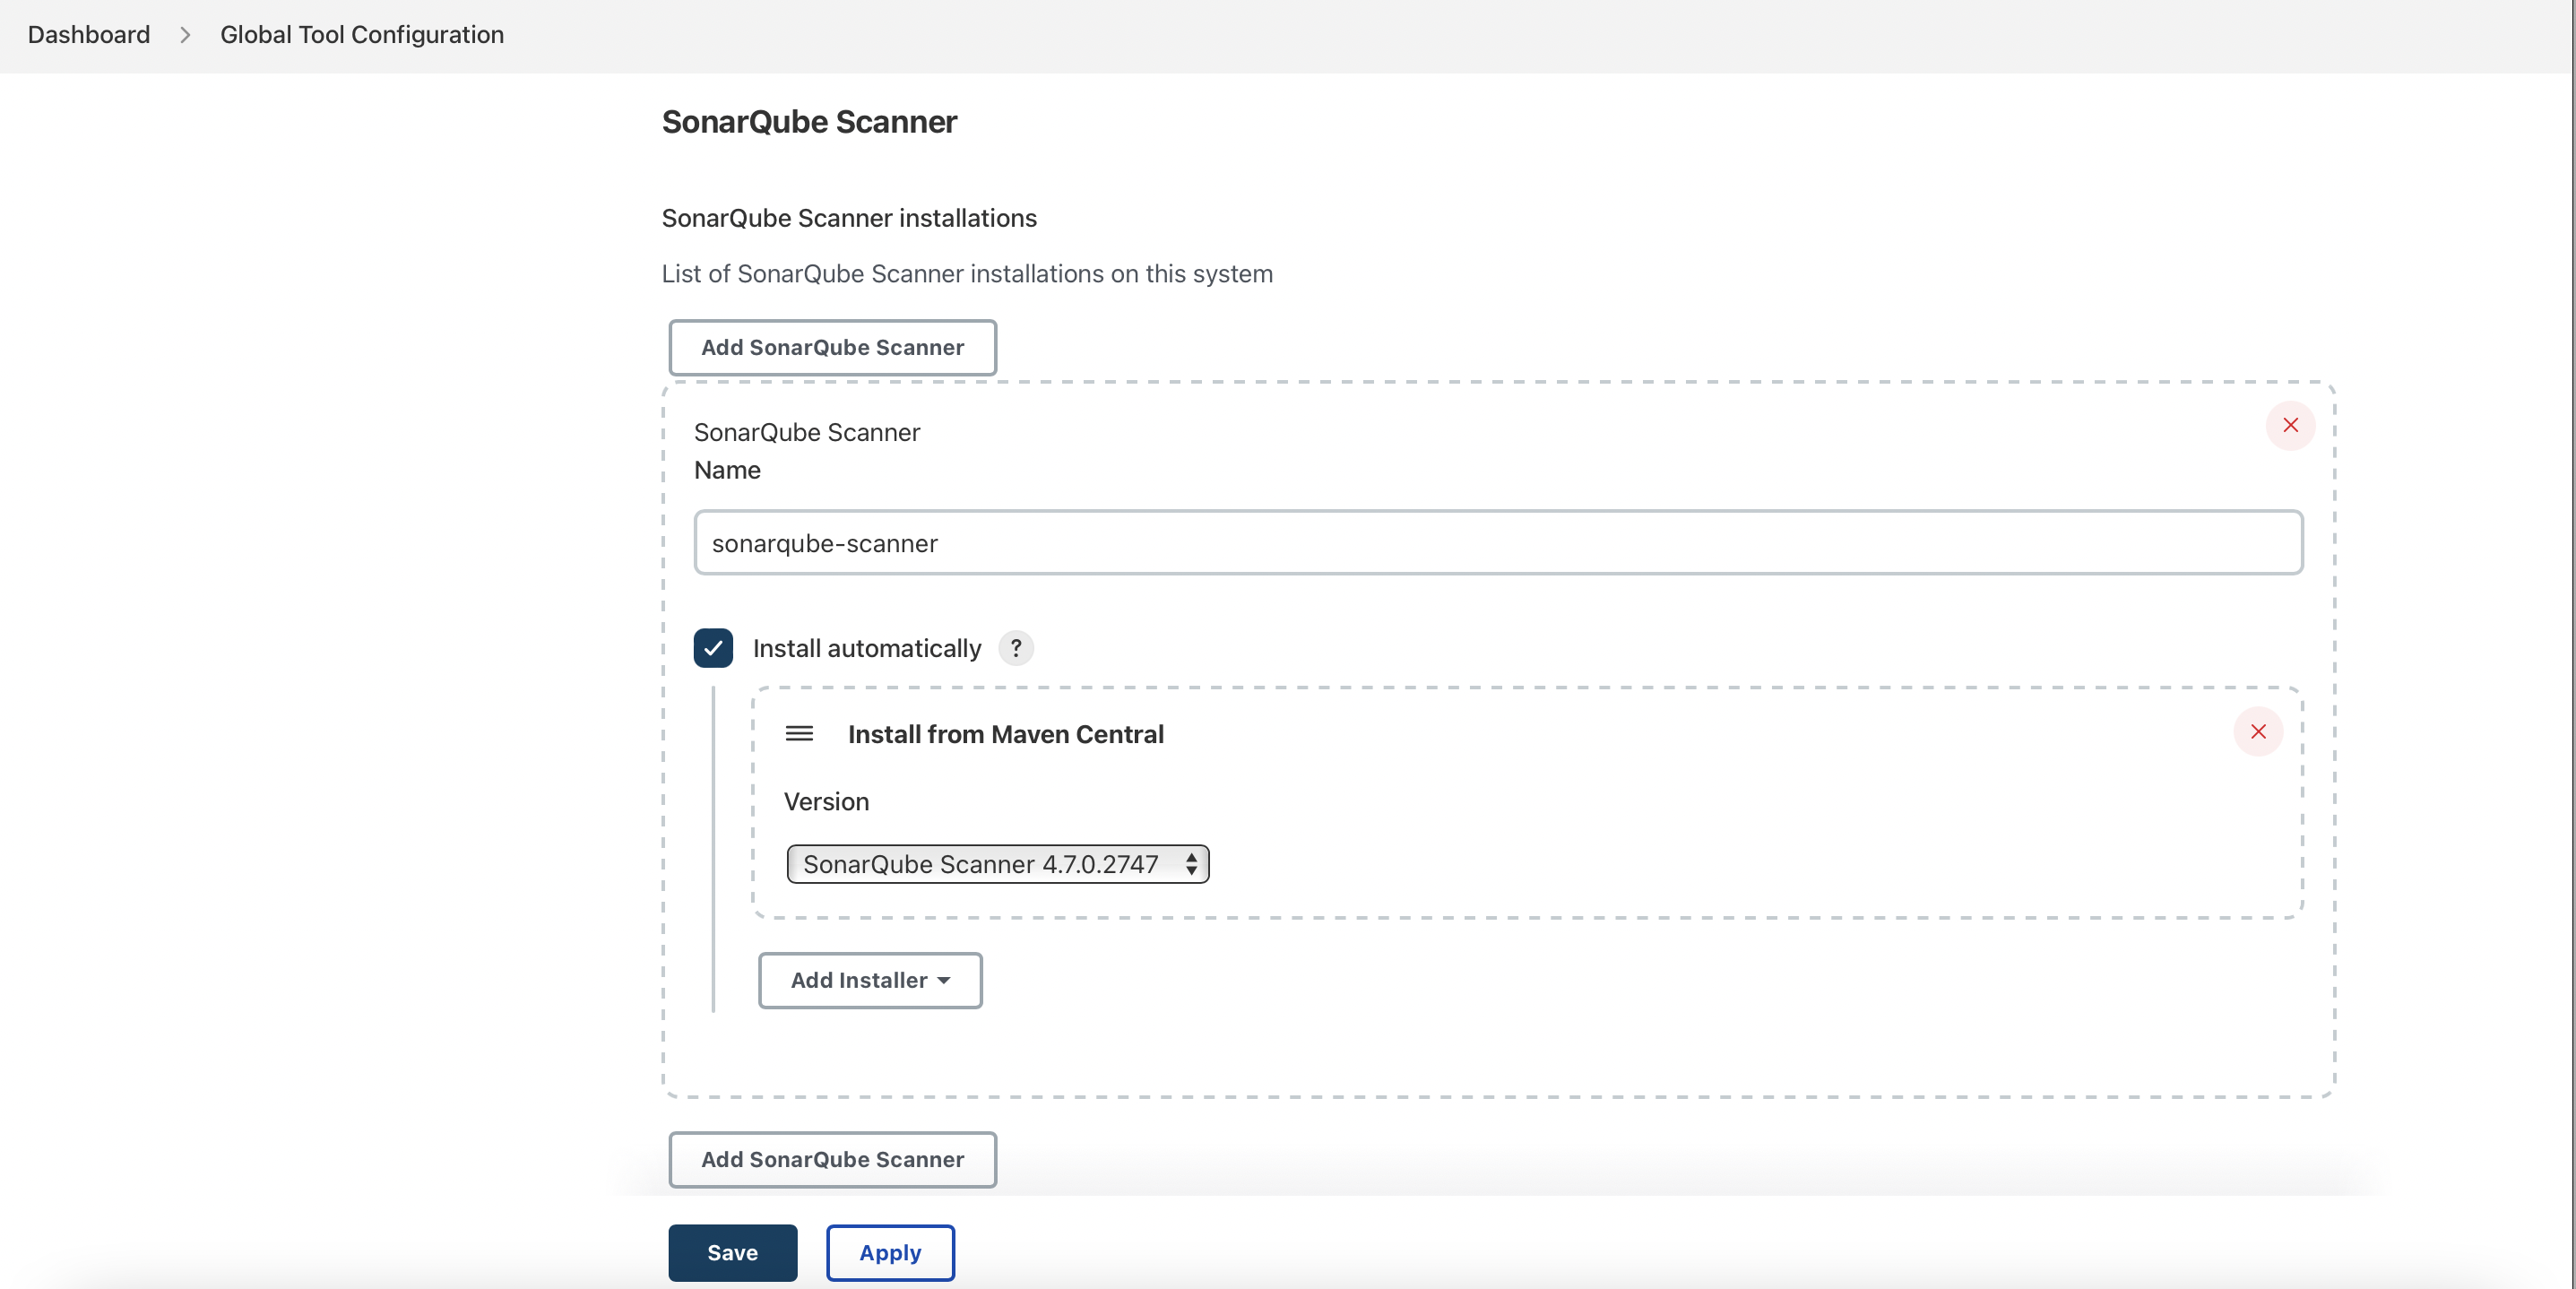 Dashboard > Global Tool Configuration
SonarQube Scanner
SonarQube Scanner installations
List of SonarQube Scanner installations on this system
Add SonarQube Scanner
SonarQube Scanner
Name
sonarqube-scanner
Install automatically ?
Install from Maven Central
Version
SonarQube Scanner 4.7.0.2747
Add Installer
Add SonarQube Scanner
Save Apply